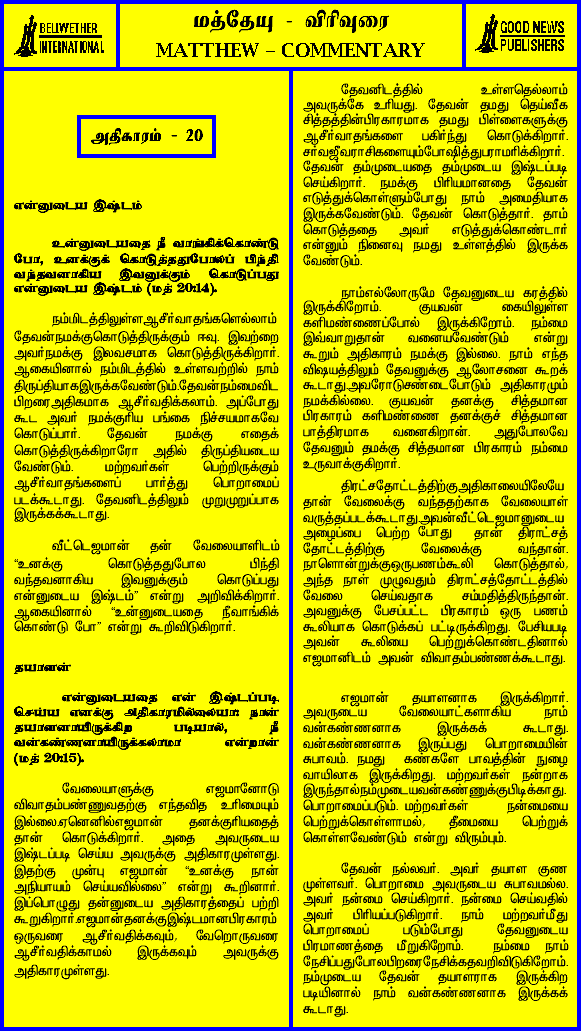 BELLWETHER
INTERNATIONAL
மத்தேயு - விரிவுரை
MATTHEW – COMMENTARY
GOOD NEWS
PUBLISHERS
அதிகாரம் - 20
என்னுடைய இஷ்டம்
உன்னுடையதை நீ வாங்கிக்கொண்டு
போ, உனக்குக் கொடுத்ததுபோலப் பிந்தி
வந்தவனாகிய இவனுக்கும் கொடுப்பது
என்னுடைய இஷ்டம் (மத் 20:14).
நம்மிடத்திலுள்ளஆசீர்வாதங்களெல்லாம்
தேவன்நமக்குகொடுத்திருக்கும் ஈவு. இவற்றை
அவர்நமக்கு இலவசமாக கொடுத்திருக்கிறார்.
ஆகையினால் நம்மிடத்தில் உள்ளவற்றில் நாம்
திருப்தியாகஇருக்கவேண்டும்.தேவன்நம்மைவிட
பிறரைஅதிகமாக ஆசீர்வதிக்கலாம். அப்போது
கூட அவர் நமக்குரிய பங்கை நிச்சயமாகவே
கொடுப்பார். தேவன் நமக்கு எதைக்
கொடுத்திருக்கிறாரோ அதில் திருப்தியடைய
வேண்டும். மற்றவர்கள் பெற்றிருக்கும்
ஆசீர்வாதங்களைப் பார்த்து பொறாமைப்
படக்கூடாது. தேவனிடத்திலும் முறுமுறுப்பாக
இருக்கக்கூடாது.
வீட்டெஜமான் தன் வேலையாளிடம்
“உனக்கு கொடுத்ததுபோல பிந்தி
வந்தவனாகிய இவனுக்கும் கொடுப்பது
என்னுடைய இஷ்டம்” என்று அறிவிக்கிறார்.
ஆகையினால் “உன்னுடையதை நீவாங்கிக்
கொண்டு போ” என்று கூறிவிடுகிறார்.
தயாளன்
என்னுடையதை என் இஷ்டப்படி
செய்ய எனக்கு அதிகாரமில்லையா? நான்
தயாளனாயிருக்கிற படியால், நீ
வன்கண்ணனாயிருக்கலாமா என்றான்
(மத் 20:15).
வேலையாளுக்கு எஜமானோடு
விவாதம்பண்ணுவதற்கு எந்தவித உரிமையும்
இல்லை.ஏனெனில்எஜமான் தனக்குரியதைத்
தான் கொடுக்கிறார். அதை அவருடைய
இஷ்டப்படி செய்ய அவருக்கு அதிகாரமுள்ளது.
இதற்கு முன்பு எஜமான் “உனக்கு நான்
அநியாயம் செய்யவில்லை” என்று கூறினார்.
இப்பொழுது தன்னுடைய அதிகாரத்தைப் பற்றி
கூறுகிறார்.எஜமான்தனக்குஇஷ்டமானபிரகாரம்
ஒருவரை ஆசீர்வதிக்கவும், வேறொருவரை
ஆசீர்வதிக்காமல் இருக்கவும் அவருக்கு
அதிகாரமுள்ளது.
தேவனிடத்தில் உள்ளதெல்லாம்
அவருக்கே உரியது. தேவன் தமது தெய்வீக
சித்தத்தின்பிரகாரமாக தமது பிள்ளைகளுக்கு
ஆசீர்வாதங்களை பகிர்ந்து கொடுக்கிறார்.
சர்வஜீவராசிகளையும்போஷித்துபராமரிக்கிறார்.
தேவன் தம்முடையதை தம்முடைய இஷ்டப்படி
செய்கிறார். நமக்கு பிரியமானதை தேவன்
எடுத்துக்கொள்ளும்போது நாம் அமைதியாக
இருக்கவேண்டும். தேவன் கொடுத்தார். தாம்
கொடுத்ததை அவர் எடுத்துக்கொண்டார்
என்னும் நினைவு நமது உள்ளத்தில் இருக்க
வேண்டும்.
நாம்எல்லோருமே தேவனுடைய கரத்தில்
இருக்கிறோம். குயவன் கையிலுள்ள
களிமண்ணைப்போல் இருக்கிறோம். நம்மை
இவ்வாறுதான் வனையவேண்டும் என்று
கூறும் அதிகாரம் நமக்கு இல்லை. நாம் எந்த
விஷயத்திலும் தேவனுக்கு ஆலோசனை கூறக்
கூடாது.அவரோடுசண்டைபோடும் அதிகாரமும்
நமக்கில்லை. குயவன் தனக்கு சித்தமான
பிரகாரம் களிமண்ணை தனக்குச் சித்தமான
பாத்திரமாக வனைகிறான். அதுபோலவே
தேவனும் தமக்கு சித்தமான பிரகாரம் நம்மை
உருவாக்குகிறார்.
திரட்சதோட்டத்திற்குஅதிகாலையிலேயே
தான் வேலைக்கு வந்ததற்காக வேலையாள்
வருத்தப்படக்கூடாது.அவன்வீட்டெஜமானுடைய
அழைப்பை பெற்ற போது தான் திராட்சத்
தோட்டத்திற்கு வேலைக்கு வந்தான்.
நாளொன்றுக்குஒருபணம்கூலி கொடுத்தால்,
அந்த நாள் முழுவதும் திராட்சத்தோட்டத்தில்
வேலை செய்வதாக சம்மதித்திருந்தான்.
அவனுக்கு பேசப்பட்ட பிரகாரம் ஒரு பணம்
கூலியாக கொடுக்கப் பட்டிருக்கிறது. பேசியபடி
அவன் கூலியை பெற்றுக்கொண்டதினால்
எஜமானிடம் அவன் விவாதம்பண்ணக்கூடாது.
எஜமான் தயாளனாக இருக்கிறார்.
அவருடைய வேலையாட்களாகிய நாம்
வன்கண்ணனாக இருக்கக் கூடாது.
வன்கண்ணனாக இருப்பது பொறாமையின்
சுபாவம். நமது கண்களே பாவத்தின் நுழை
வாயிலாக இருக்கிறது. மற்றவர்கள் நன்றாக
இருந்தால்நம்முடையவன்கண்ணுக்குபிடிக்காது.
பொறாமைப்படும். மற்றவர்கள் நன்மையை
பெற்றுக்கொள்ளாமல், தீமையை பெற்றுக்
கொள்ளவேண்டும் என்று விரும்பும்.
தேவன் நல்லவர். அவர் தயாள குண
முள்ளவர். பொறாமை அவருடைய சுபாவமல்ல.
அவர் நன்மை செய்கிறார். நன்மை செய்வதில்
அவர் பிரியப்படுகிறார். நாம் மற்றவர்மீது
பொறாமைப் படும்போது தேவனுடைய
பிரமாணத்தை மீறுகிறோம். நம்மை நாம்
நேசிப்பதுபோலபிறரைநேசிக்கதவறிவிடுகிறோம்.
நம்முடைய தேவன் தயாளராக இருக்கிற
படியினால் நாம் வன்கண்ணனாக இருக்கக்
கூடாது.